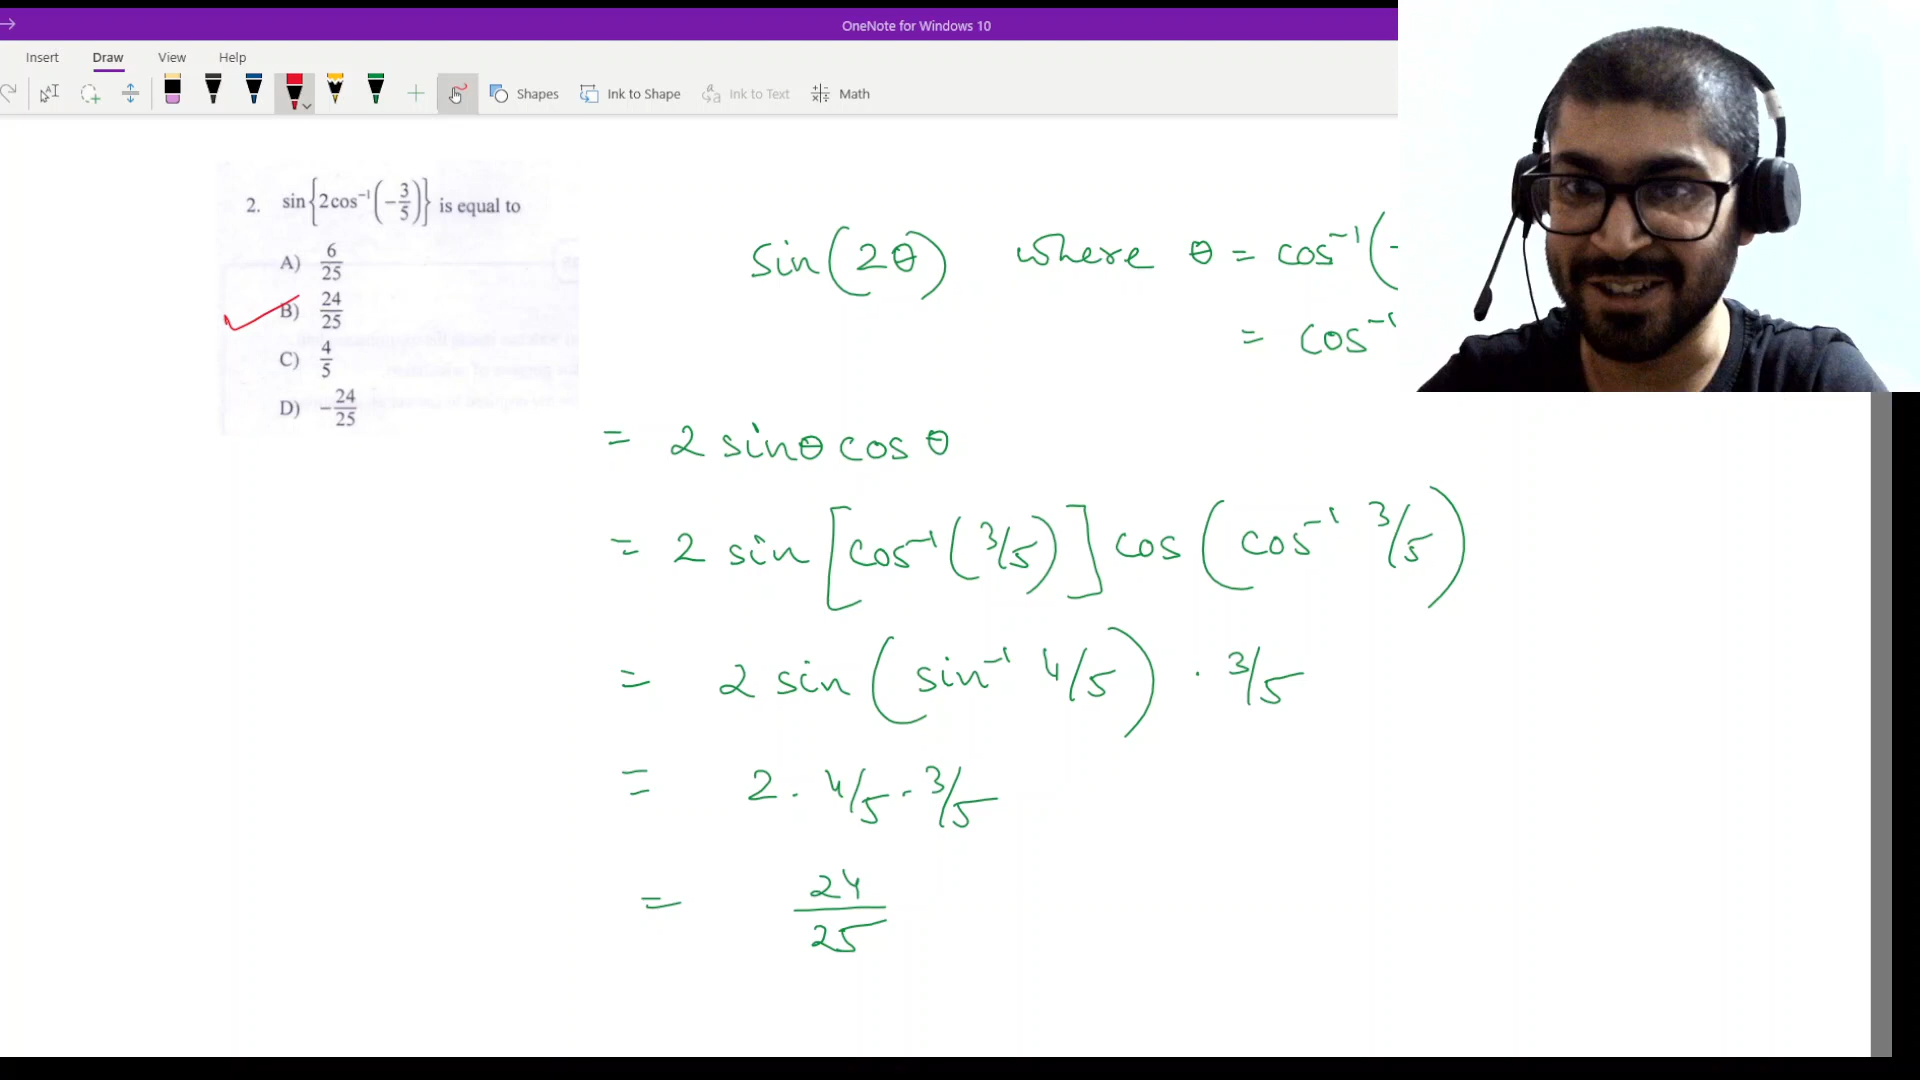 OneNote for Windows 10
Insert Draw View Help
Shapes Ink to Shape Ink to Text Math
2. sin{2cos⁻¹(−3/5)} is equal to
A) 6/25
B) 24/25
C) 4/5
D) −24/25
sin(2θ) where θ = cos⁻¹(-
= cos⁻¹
= 2 sinθ cos θ
= 2 sin [cos⁻¹(3/5)] cos (cos⁻¹ 3/5)
= 2 sin (sin⁻¹ 4/5) · 3/5
= 2 · 4/5 · 3/5
= 24/25